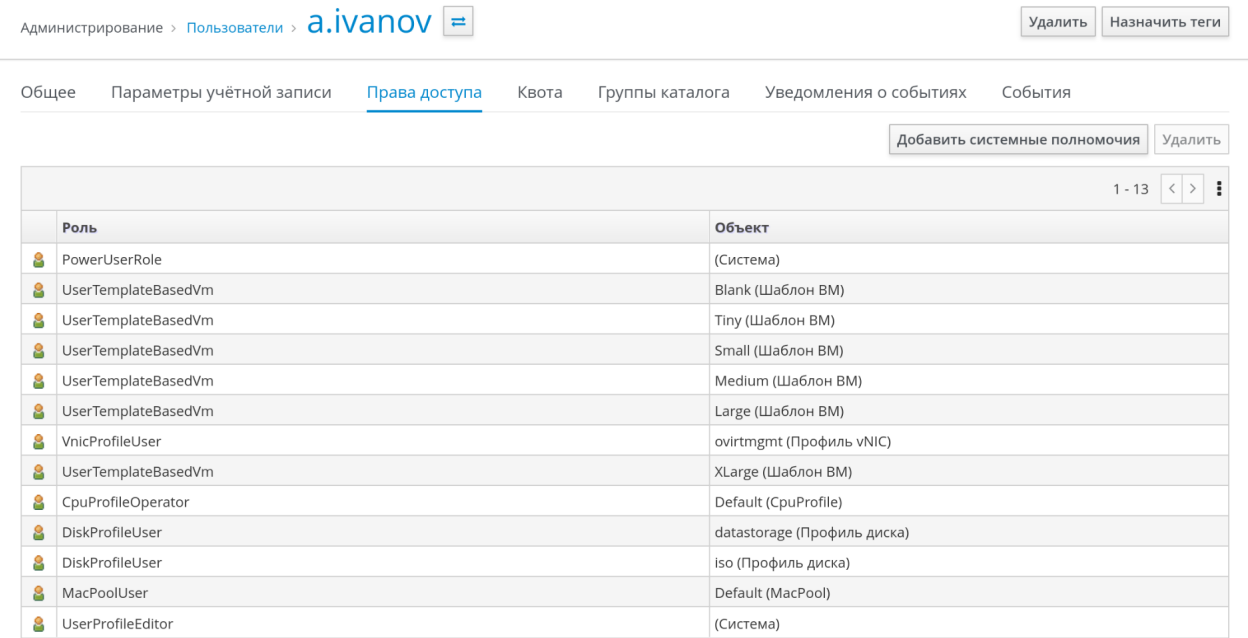 Администрирование > Пользователи > a.ivanov
Удалить Назначить теги
Общее Параметры учётной записи Права доступа Квота Группы каталога Уведомления о событиях События
Добавить системные полномочия Удалить
1 - 13 < >
Роль Объект
PowerUserRole (Система)
UserTemplateBasedVm Blank (Шаблон ВМ)
UserTemplateBasedVm Tiny (Шаблон ВМ)
UserTemplateBasedVm Small (Шаблон ВМ)
UserTemplateBasedVm Medium (Шаблон ВМ)
UserTemplateBasedVm Large (Шаблон ВМ)
VnicProfileUser ovirtmgmt (Профиль vNIC)
UserTemplateBasedVm XLarge (Шаблон ВМ)
CpuProfileOperator Default (CpuProfile)
DiskProfileUser datastorage (Профиль диска)
DiskProfileUser iso (Профиль диска)
MacPoolUser Default (MacPool)
UserProfileEditor (Система)